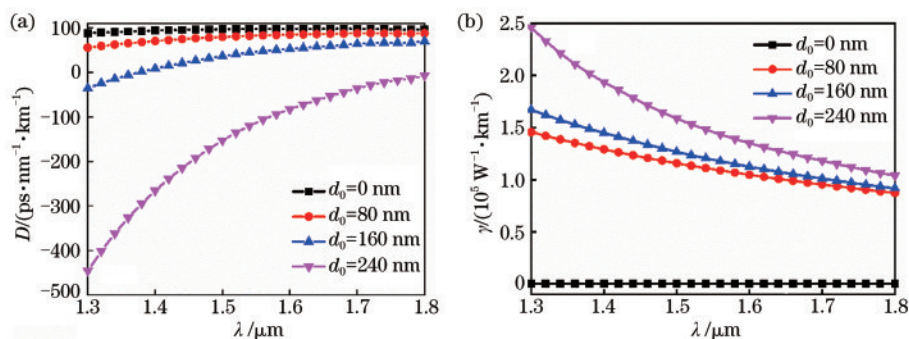 (a)
100
0
−100
−200
−300
−400
−500
D/(ps·nm⁻¹·km⁻¹)
d₀=0 nm
d₀=80 nm
d₀=160 nm
d₀=240 nm
1.3 1.4 1.5 1.6 1.7 1.8
λ/μm
(b)
2.5
2.0
1.5
1.0
0.5
0
γ/(10⁵ W⁻¹·km⁻¹)
d₀=0 nm
d₀=80 nm
d₀=160 nm
d₀=240 nm
1.3 1.4 1.5 1.6 1.7 1.8
λ/μm